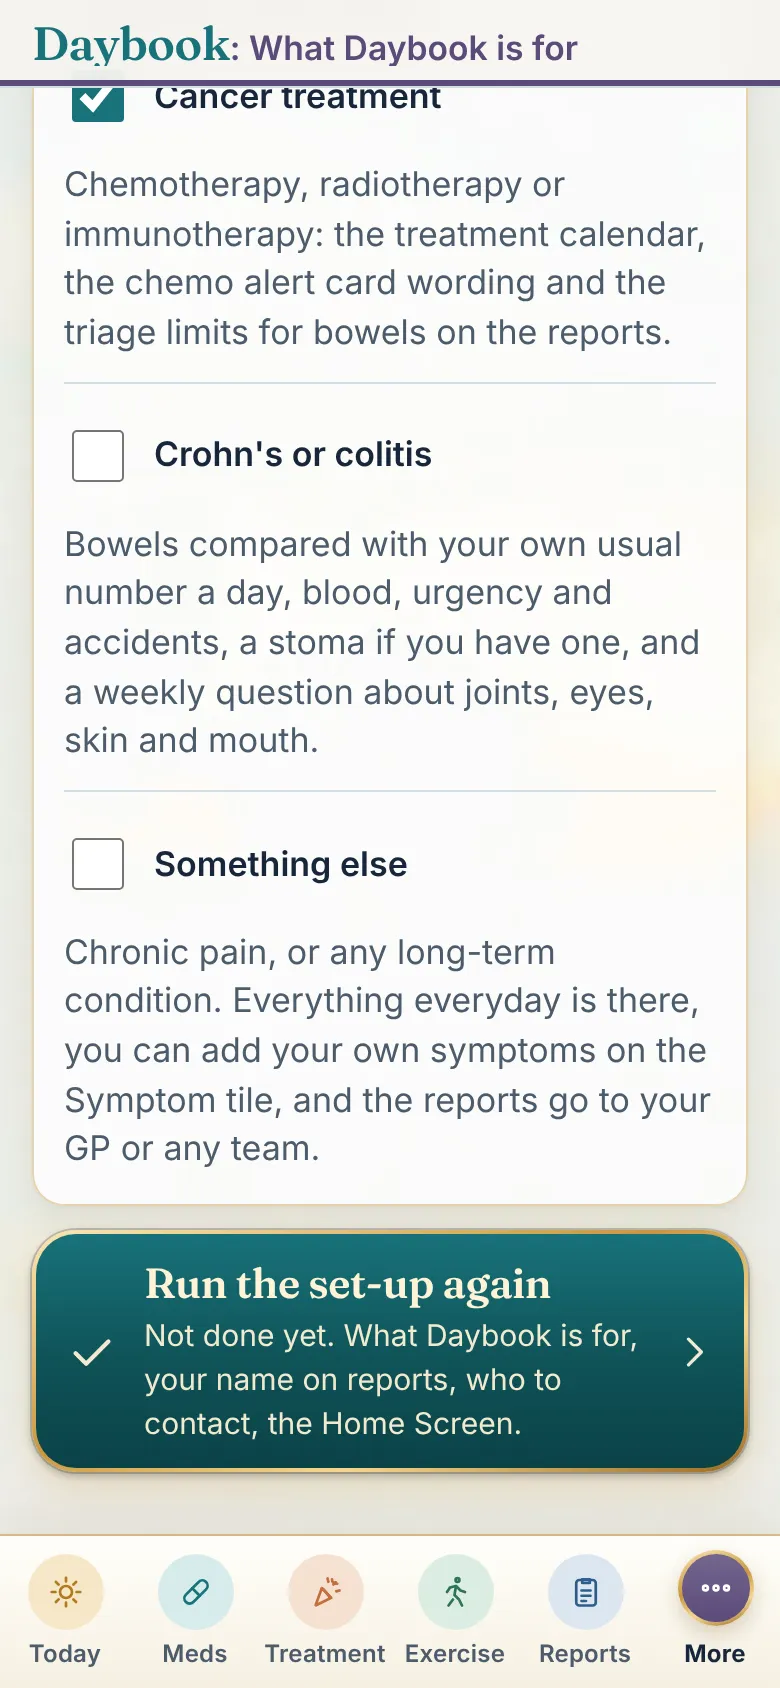 Daybook: What Daybook is for
Cancer treatment
Chemotherapy, radiotherapy or
immunotherapy: the treatment calendar,
the chemo alert card wording and the
triage limits for bowels on the reports.
Crohn's or colitis
Bowels compared with your own usual
number a day, blood, urgency and
accidents, a stoma if you have one, and
a weekly question about joints, eyes,
skin and mouth.
Something else
Chronic pain, or any long-term
condition. Everything everyday is there,
you can add your own symptoms on the
Symptom tile, and the reports go to your
GP or any team.
Run the set-up again
Not done yet. What Daybook is for,
your name on reports, who to
contact, the Home Screen.
Today Meds Treatment Exercise Reports More